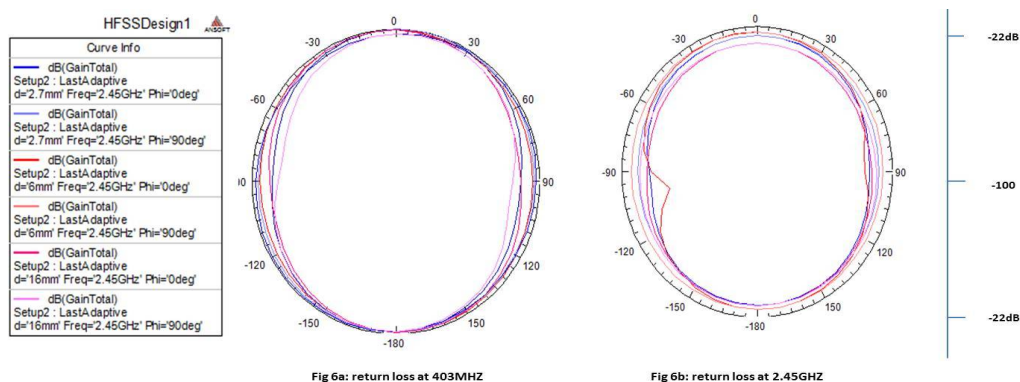 HFSSDesign1
ANSOFT
Curve Info
dB(GainTotal)
Setup2 : LastAdaptive
d='2.7mm' Freq='2.45GHz' Phi='0deg'
dB(GainTotal)
Setup2 : LastAdaptive
d='2.7mm' Freq='2.45GHz' Phi='90deg'
dB(GainTotal)
Setup2 : LastAdaptive
d='6mm' Freq='2.45GHz' Phi='0deg'
dB(GainTotal)
Setup2 : LastAdaptive
d='6mm' Freq='2.45GHz' Phi='90deg'
dB(GainTotal)
Setup2 : LastAdaptive
d='16mm' Freq='2.45GHz' Phi='0deg'
dB(GainTotal)
Setup2 : LastAdaptive
d='16mm' Freq='2.45GHz' Phi='90deg'
0
-30
30
-60
60
)0
90
-120
120
-150
150
-180
Fig 6a: return loss at 403MHZ
0
-30
30
-60
60
-90
90
-120
120
-150
150
-180
Fig 6b: return loss at 2.45GHZ
-22dB
-100
-22dB